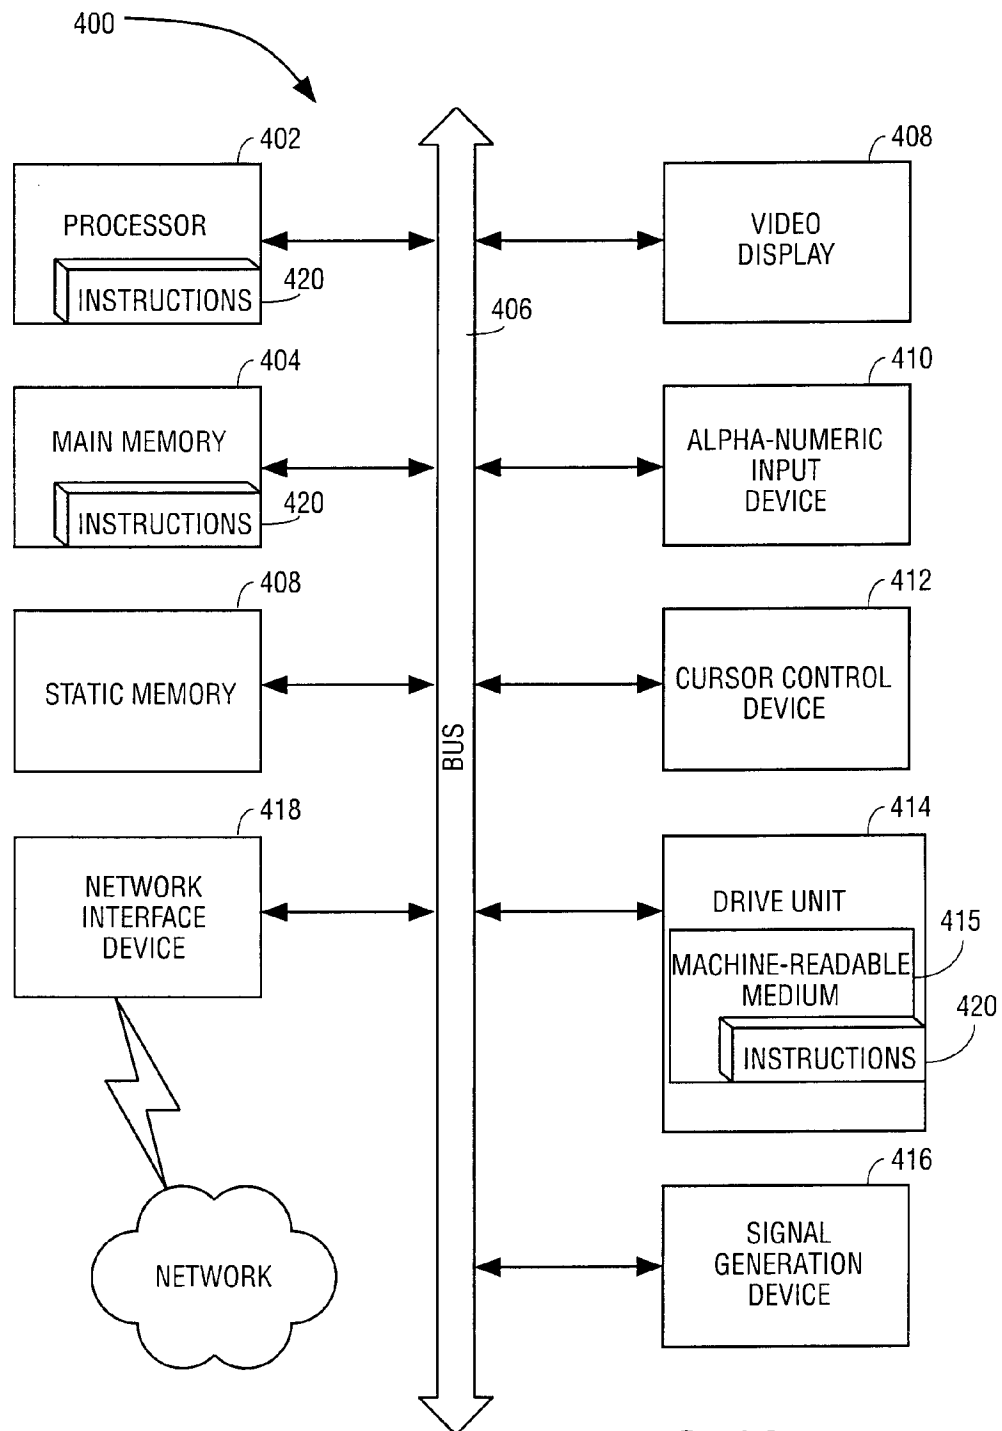 400
402
PROCESSOR
INSTRUCTIONS
420
404
MAIN MEMORY
INSTRUCTIONS
420
408
STATIC MEMORY
418
NETWORK
INTERFACE
DEVICE
NETWORK
406
BUS
408
VIDEO
DISPLAY
410
ALPHA-NUMERIC
INPUT
DEVICE
412
CURSOR CONTROL
DEVICE
414
DRIVE UNIT
415
MACHINE-READABLE
MEDIUM
420
INSTRUCTIONS
416
SIGNAL
GENERATION
DEVICE